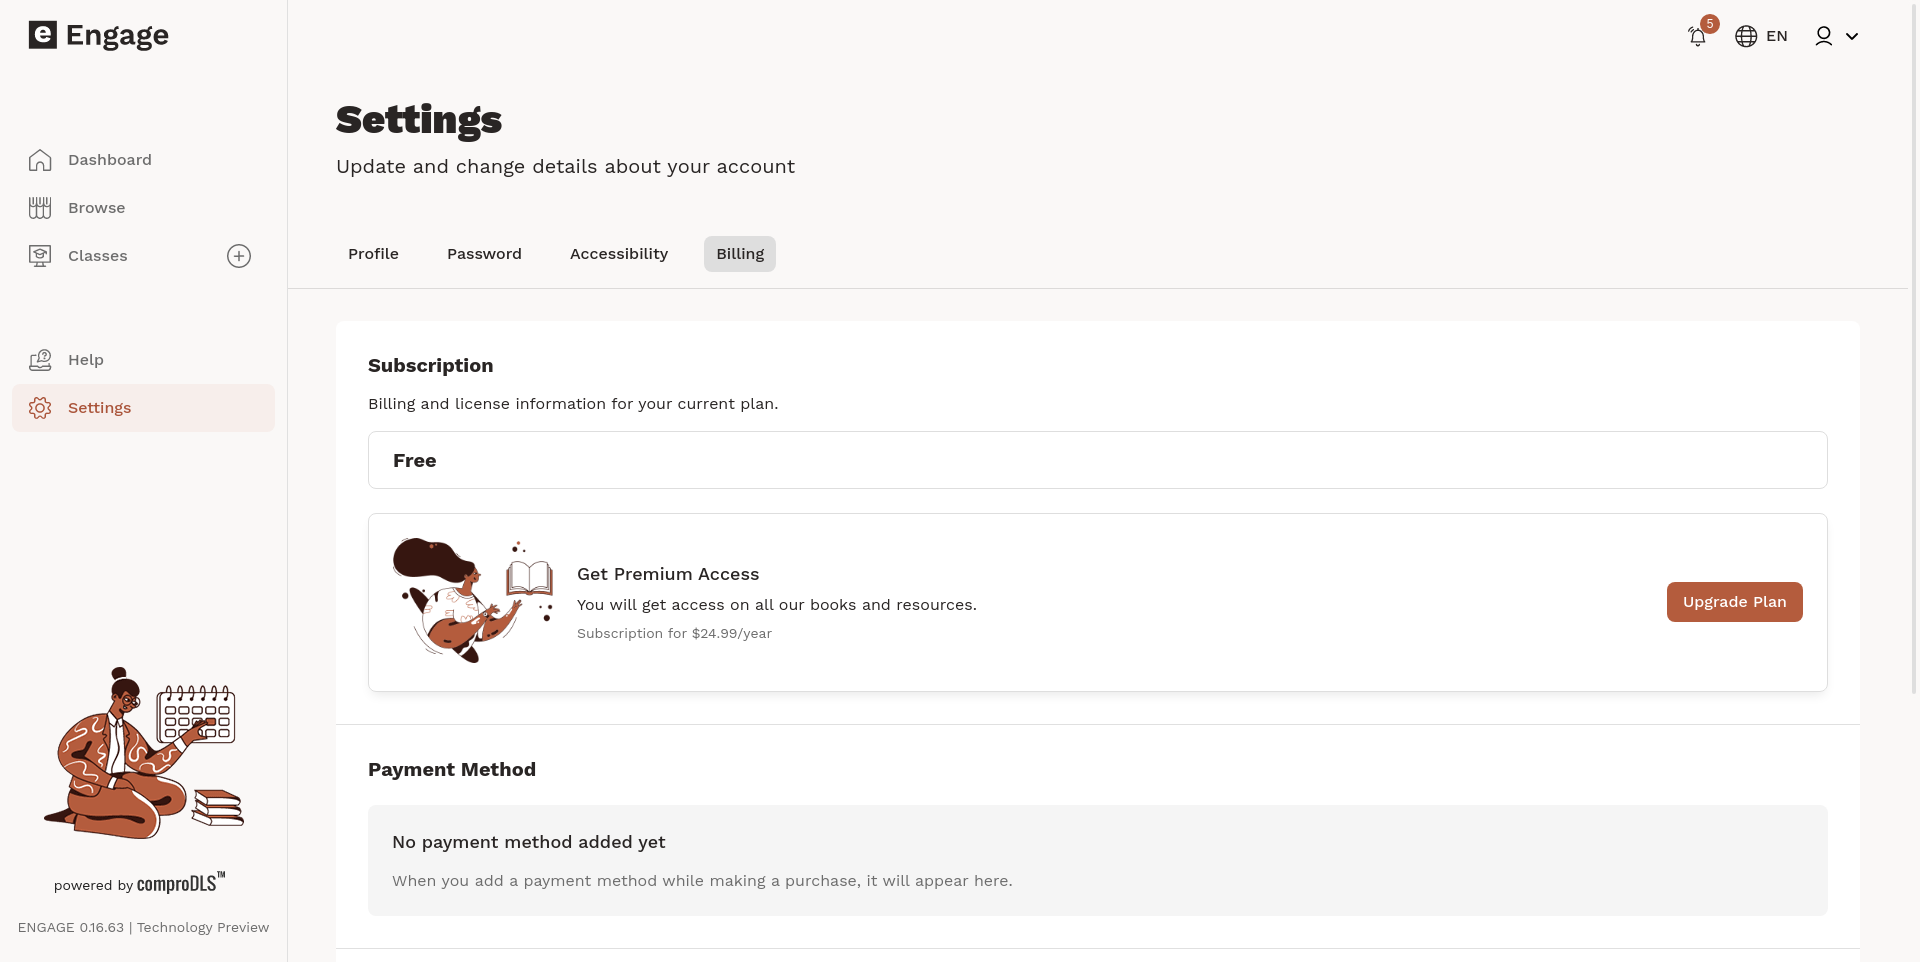 e Engage
5
EN
Dashboard
Browse
Classes
Help
Settings
powered by comproDLS™
ENGAGE 0.16.63 | Technology Preview
Settings
Update and change details about your account
Profile
Password
Accessibility
Billing
Subscription
Billing and license information for your current plan.
Free
Get Premium Access
You will get access on all our books and resources.
Subscription for $24.99/year
Upgrade Plan
Payment Method
No payment method added yet
When you add a payment method while making a purchase, it will appear here.